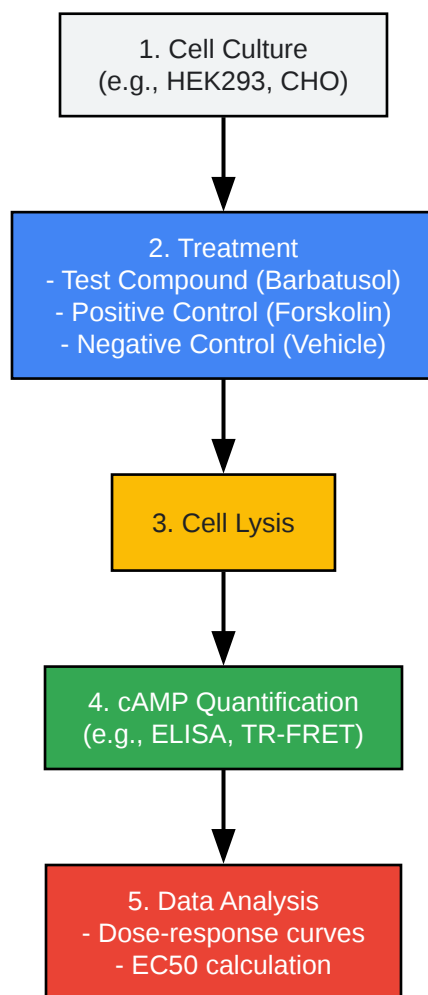 1. Cell Culture
(e.g., HEK293, CHO)
2. Treatment
- Test Compound (Barbatusol)
- Positive Control (Forskolin)
- Negative Control (Vehicle)
3. Cell Lysis
4. cAMP Quantification
(e.g., ELISA, TR-FRET)
5. Data Analysis
- Dose-response curves
- EC50 calculation